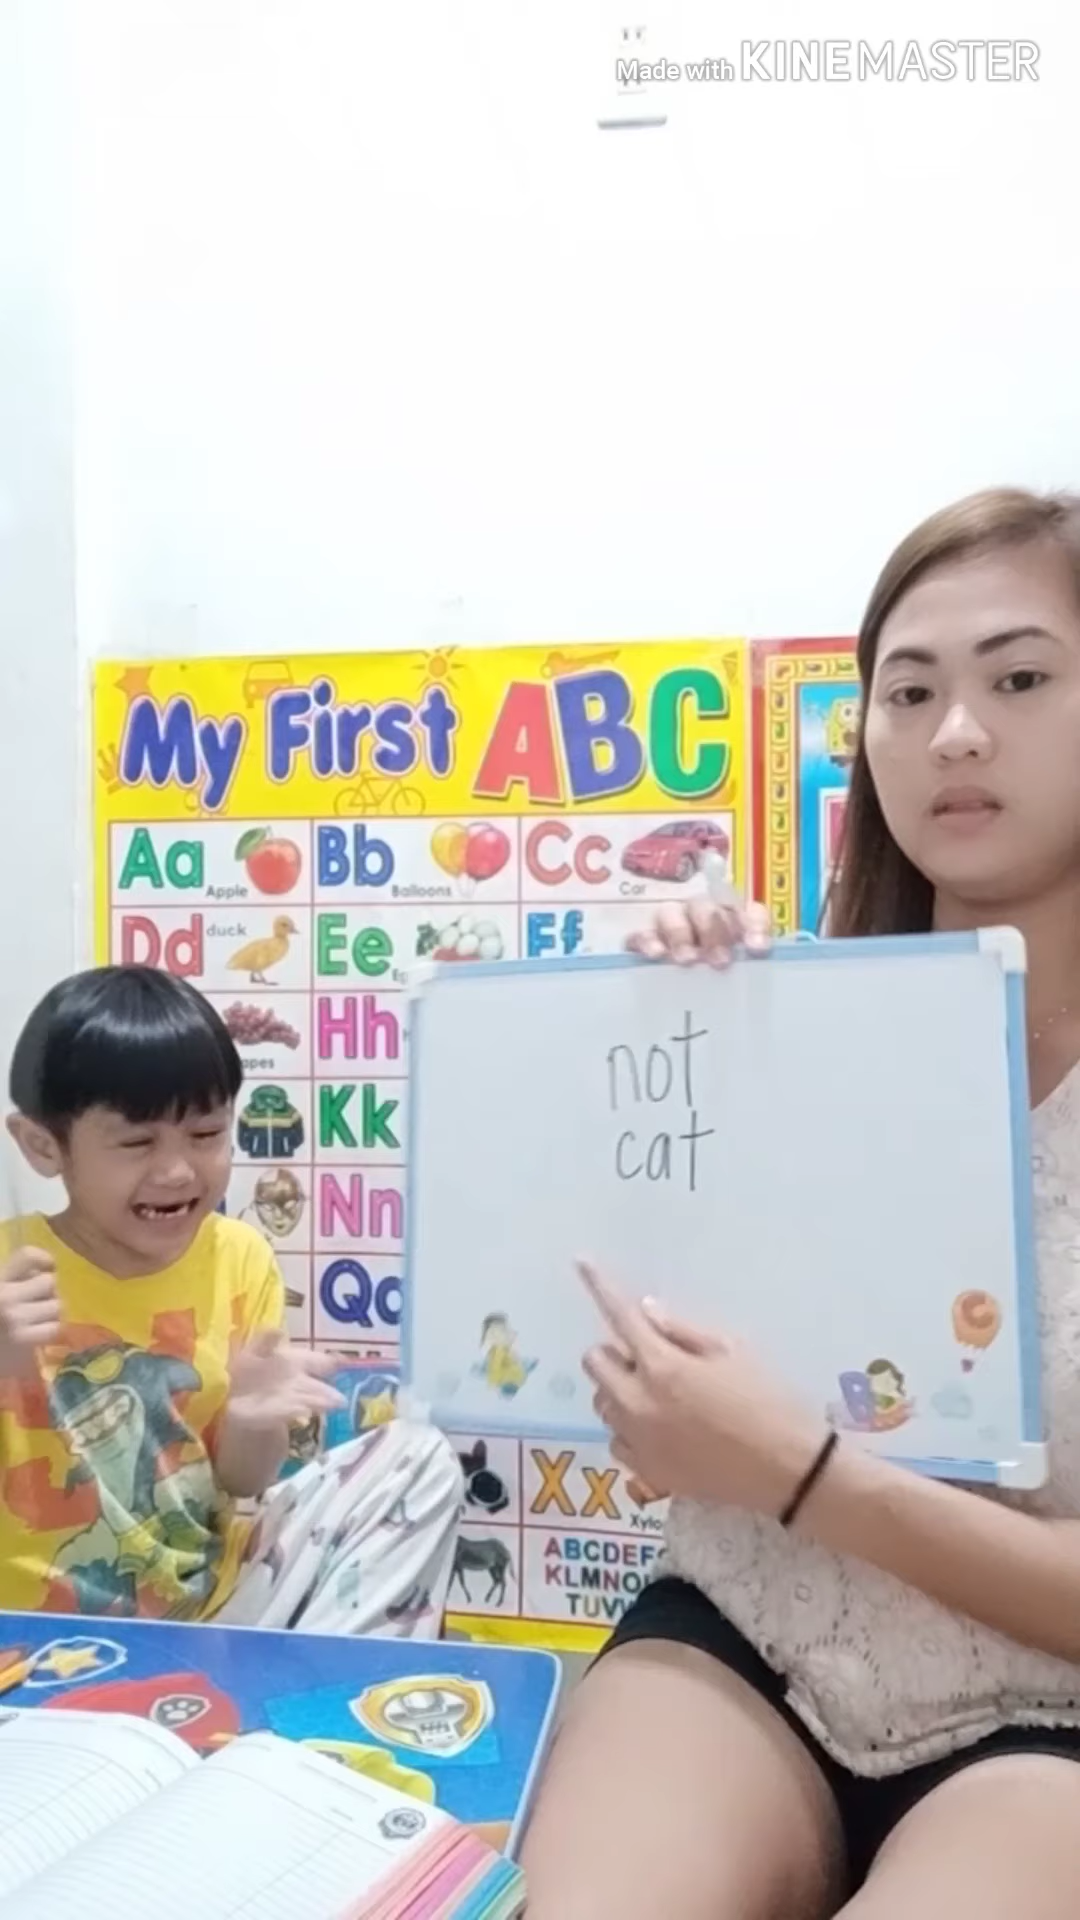 Made with KINEMASTER
My First ABC
Aa Apple Bb Balloons Cc Car
Dd duck Ee Ff
Hh
Kk
Nn
not
cat
C
B
Xx